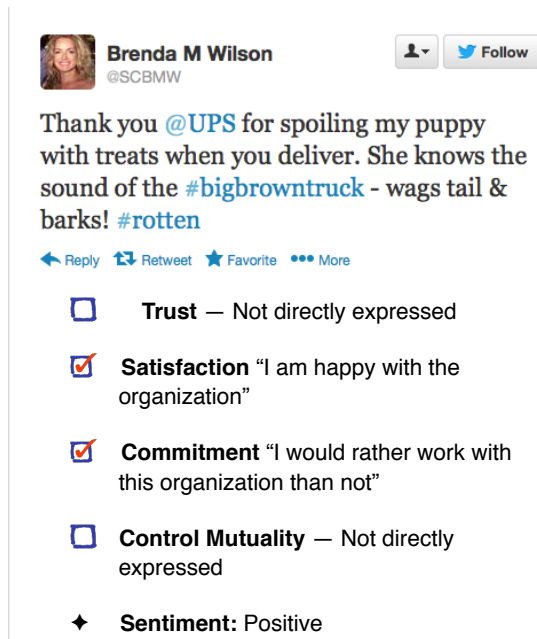 Brenda M Wilson
@SCBMW
Follow
Thank you @UPS for spoiling my puppy
with treats when you deliver. She knows the
sound of the #bigbrowntruck - wags tail &
barks! #rotten
Reply Retweet Favorite More
Trust — Not directly expressed
Satisfaction “I am happy with the
organization”
Commitment “I would rather work with
this organization than not”
Control Mutuality — Not directly
expressed
Sentiment: Positive